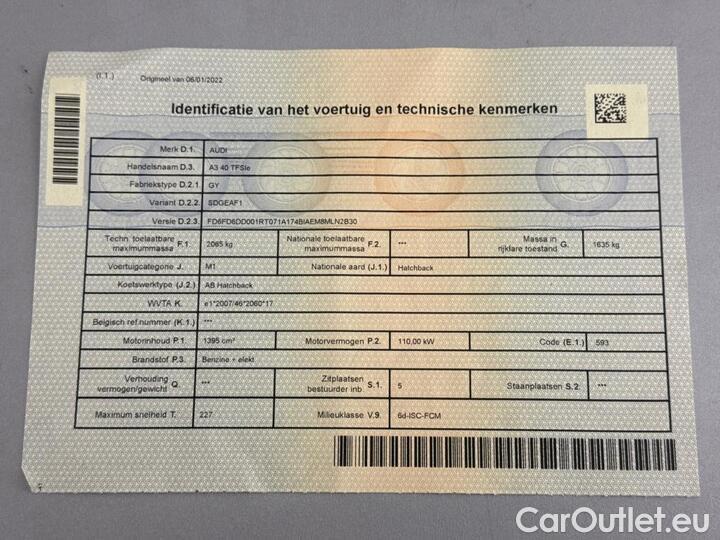 (I.1.) Origineel van 06/01/2022
Identificatie van het voertuig en technische kenmerken
Merk D.1. AUDI
Handelsnaam D.3. A3 40 TFSIe
Fabriekstype D.2.1. GY
Variant D.2.2. SDGEAF1
Versie D.2.3. FD6FD6DD001RT071A174BIAEM8MLN2B30
Techn. toelaatbare maximummassa F.1. 2065 kg Nationale toelaatbare maximummassa F.2. *** Massa in rijklare toestand G. 1635 kg
Voertuigcategorie J. M1 Nationale aard (J.1.) Hatchback
Koetswerktype (J.2.) AB Hatchback
WVTA K. e1*2007/46*2060*17
Belgisch ref.nummer (K.1.) ***
Motorinhoud P.1. 1395 cm³ Motorvermogen P.2. 110,00 kW Code (E.1.) 593
Brandstof P.3. Benzine + elekt
Verhouding vermogen/gewicht Q. *** Zitplaatsen bestuurder inb. S.1. 5 Staanplaatsen S.2. ***
Maximum snelheid T. 227 Milieuklasse V.9. 6d-ISC-FCM
CarOutlet.eu